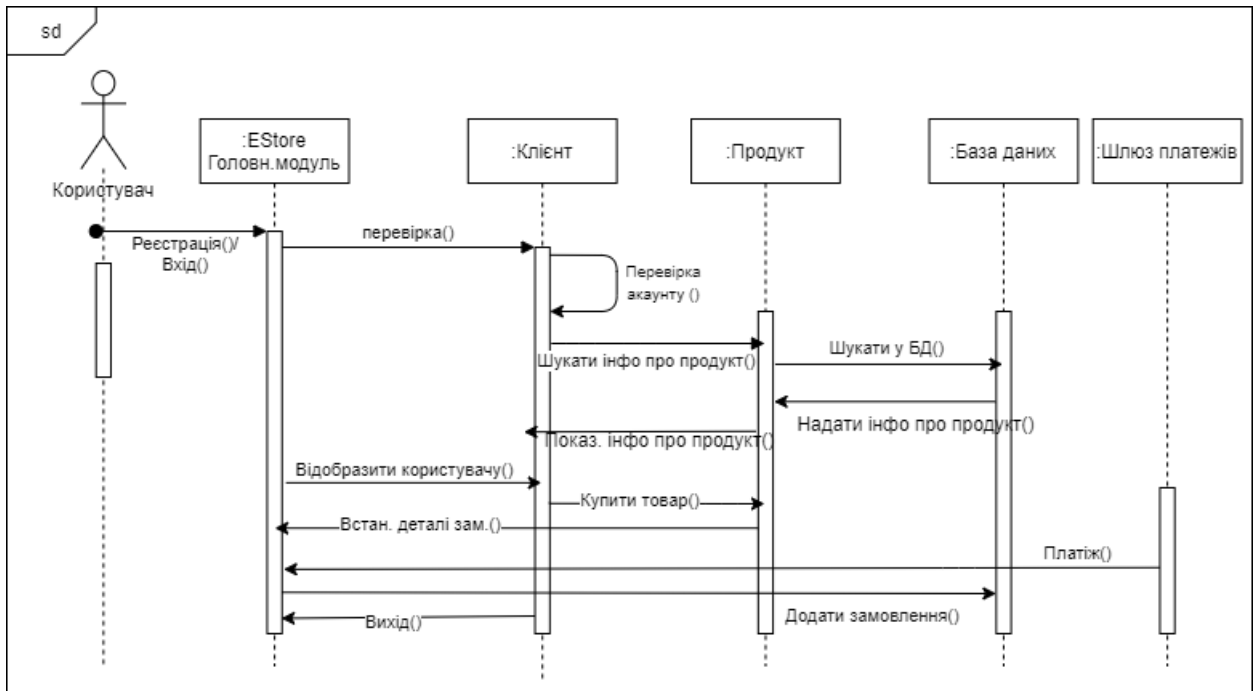 sd
:EStore
Головн.модуль
:Клієнт
:Продукт
:База даних
:Шлюз платежів
Користувач
Реєстрація()/
Вхід()
перевірка()
Перевірка
акаунту ()
Шукати інфо про продукт()
Шукати у БД()
Надати інфо про продукт()
Показ. інфо про продукт()
Відобразити користувачу()
Купити товар()
Встан. деталі зам.()
Платіж()
Додати замовлення()
Вихід()